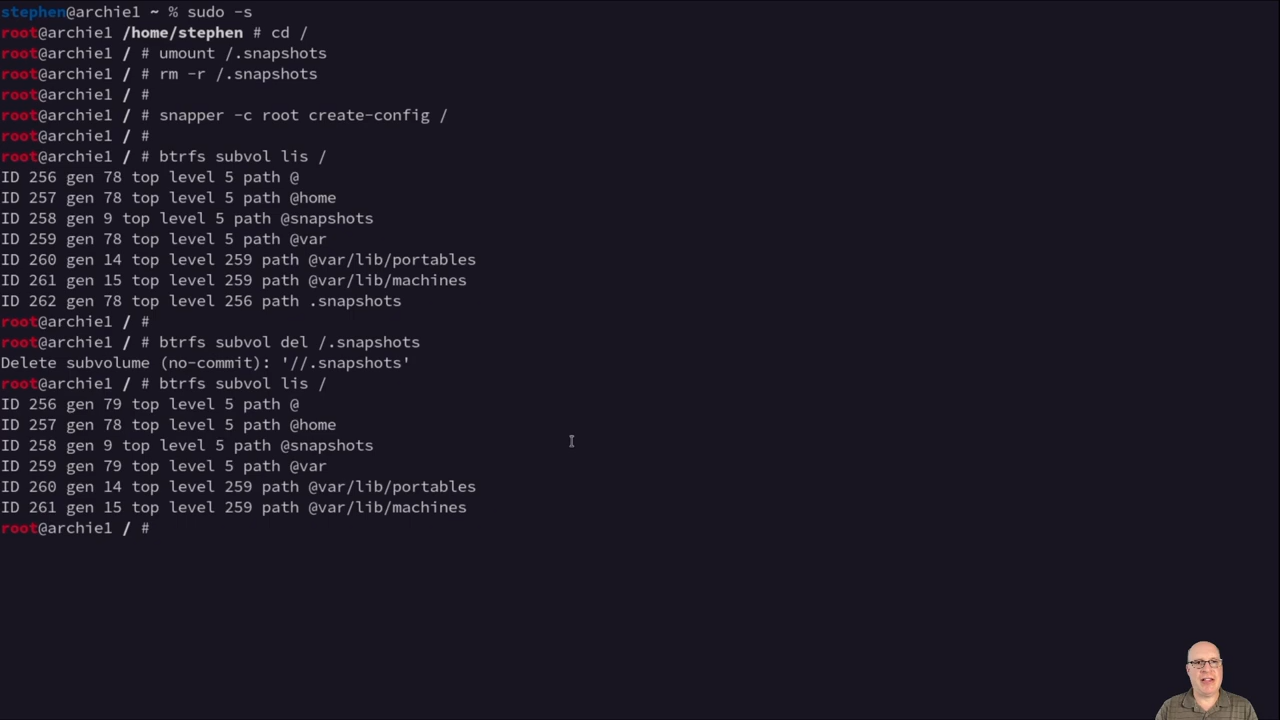 stephen@archie1 ~ % sudo -s
root@archie1 /home/stephen # cd /
root@archie1 / # umount /.snapshots
root@archie1 / # rm -r /.snapshots
root@archie1 / #
root@archie1 / # snapper -c root create-config /
root@archie1 / #
root@archie1 / # btrfs subvol lis /
ID 256 gen 78 top level 5 path @
ID 257 gen 78 top level 5 path @home
ID 258 gen 9 top level 5 path @snapshots
ID 259 gen 78 top level 5 path @var
ID 260 gen 14 top level 259 path @var/lib/portables
ID 261 gen 15 top level 259 path @var/lib/machines
ID 262 gen 78 top level 256 path .snapshots
root@archie1 / #
root@archie1 / # btrfs subvol del /.snapshots
Delete subvolume (no-commit): '//.snapshots'
root@archie1 / # btrfs subvol lis /
ID 256 gen 79 top level 5 path @
ID 257 gen 78 top level 5 path @home
ID 258 gen 9 top level 5 path @snapshots
ID 259 gen 79 top level 5 path @var
ID 260 gen 14 top level 259 path @var/lib/portables
ID 261 gen 15 top level 259 path @var/lib/machines
root@archie1 / #